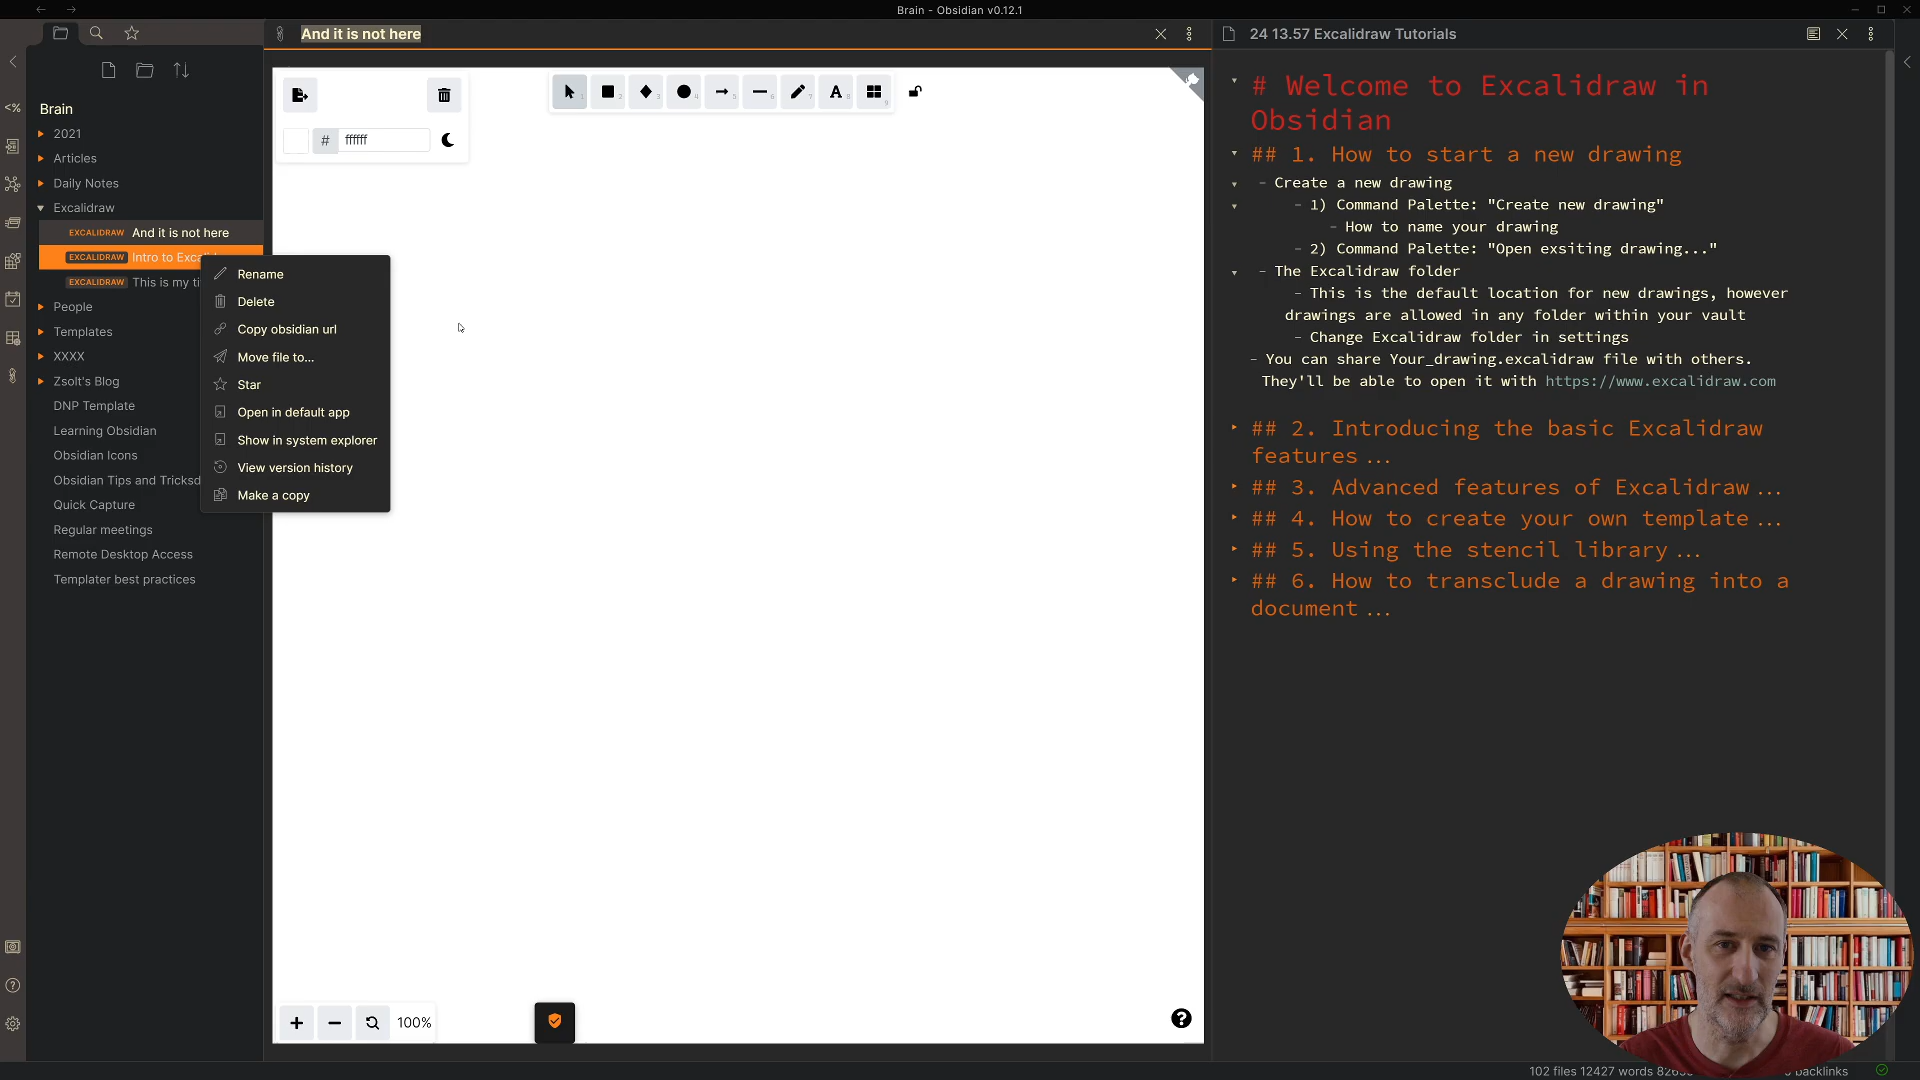 Brain - Obsidian v0.12.1
And it is not here
24 13.57 Excalidraw Tutorials
Brain
2021
Articles
Daily Notes
Excalidraw
EXCALIDRAW And it is not here
EXCALIDRAW Intro to Exca
EXCALIDRAW This is my ti
People
Templates
XXXX
Zsolt's Blog
DNP Template
Learning Obsidian
Obsidian Icons
Obsidian Tips and Tricksd
Quick Capture
Regular meetings
Remote Desktop Access
Templater best practices
Rename
Delete
Copy obsidian url
Move file to...
Star
Open in default app
Show in system explorer
View version history
Make a copy
# ffffff
1 2 3 4 5 6 7 A 8 9
100%
# Welcome to Excalidraw in
Obsidian
## 1. How to start a new drawing
- Create a new drawing
- 1) Command Palette: "Create new drawing"
- How to name your drawing
- 2) Command Palette: "Open exsiting drawing..."
- The Excalidraw folder
- This is the default location for new drawings, however
drawings are allowed in any folder within your vault
- Change Excalidraw folder in settings
- You can share Your_drawing.excalidraw file with others.
They'll be able to open it with https://www.excalidraw.com
## 2. Introducing the basic Excalidraw
features...
## 3. Advanced features of Excalidraw...
## 4. How to create your own template...
## 5. Using the stencil library...
## 6. How to transclude a drawing into a
document...
102 files 12427 words backlinks